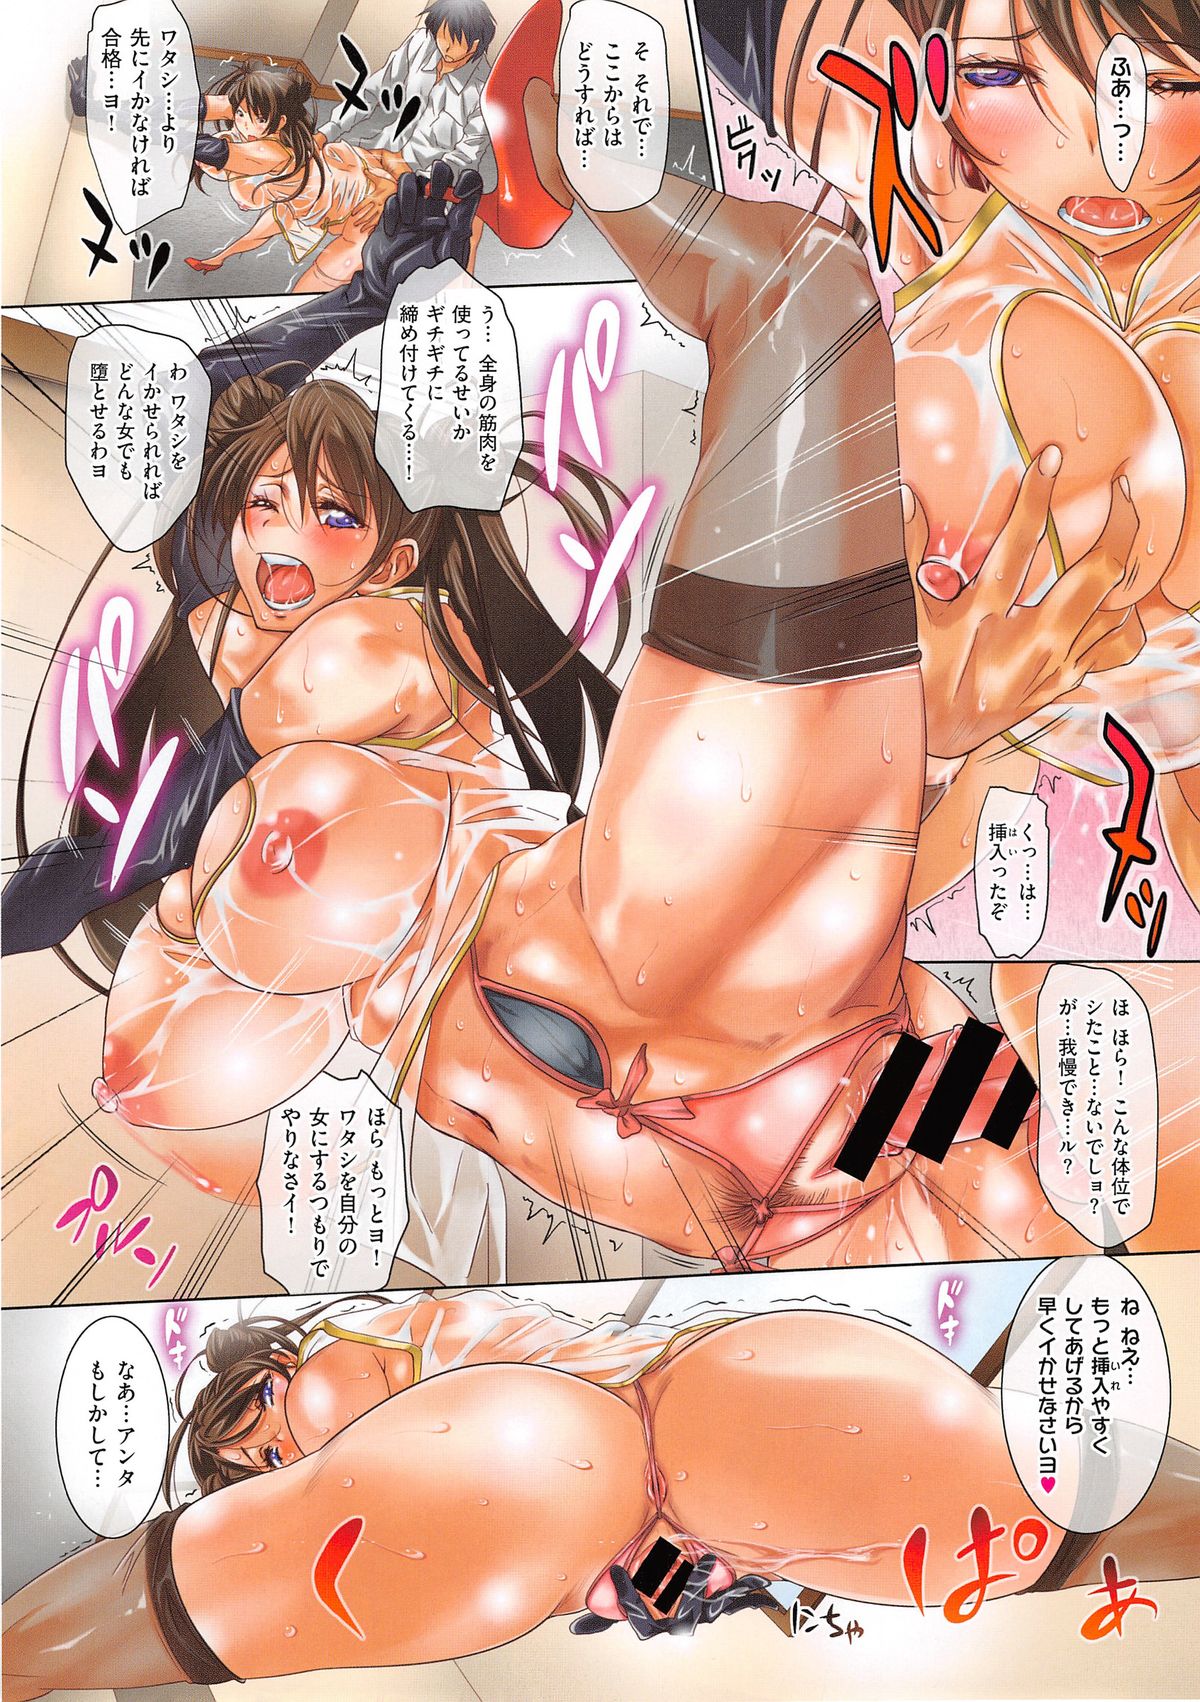 ふぁ…っ…
ビクッ
ズ
メッ
くっ…は…
挿入ったぞ
はい
そ それで…
ここからは
どうすれば…
ワタシ…より
先にイかなければ
合格…ヨ！
メッ
メッ
う… 全身の筋肉を
使ってるせいか
ギチギチに
締め付けてくる…！
わ ワタシを
イかせられれば
どんな女でも
堕とせるわヨ
パンッ
パンッ
ほ ほら！ こんな体位で
シたこと…ないでしョ？
が…我慢でき…ル？
ほらもっとヨ！
ワタシを自分の
女にするつもりで
やりなさイ！
プルン
ね ねえ…
もっと挿入やすく
いれ
してあげるから
早くイかせなさいヨ♥
ドキ
ドキ
なあ…アンタ
もしかして…
くぱぁ
にちゃ